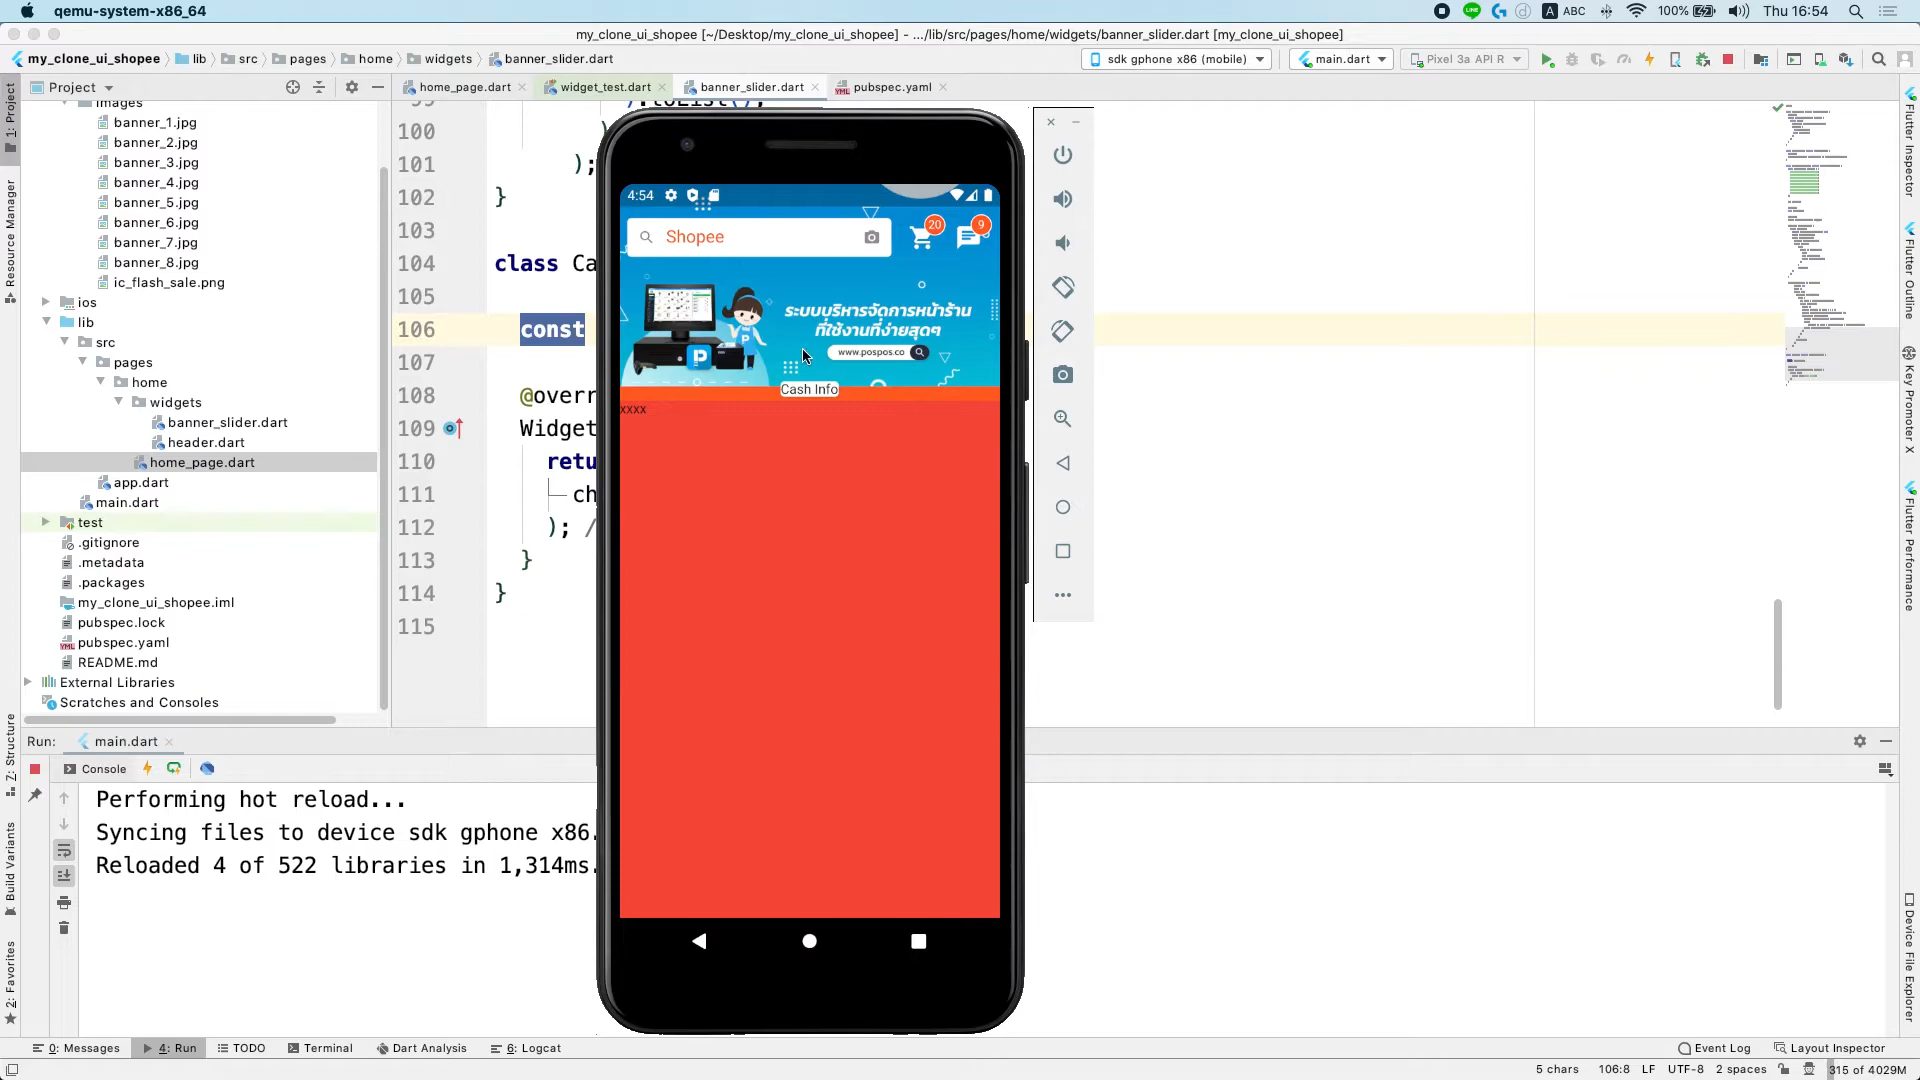 qemu-system-x86_64
ABC
100%
Thu 16:54
my_clone_ui_shopee [~/Desktop/my_clone_ui_shopee] - .../lib/src/pages/home/widgets/banner_slider.dart [my_clone_ui_shopee]
my_clone_ui_shopee
lib
src
pages
home
widgets
banner_slider.dart
sdk gphone x86 (mobile)
main.dart
Pixel 3a API R
Project
home_page.dart
widget_test.dart
banner_slider.dart
pubspec.yaml
1: Project
Resource Manager
7: Structure
Build Variants
2: Favorites
images
banner_1.jpg
banner_2.jpg
banner_3.jpg
banner_4.jpg
banner_5.jpg
banner_6.jpg
banner_7.jpg
banner_8.jpg
ic_flash_sale.png
ios
lib
src
pages
home
widgets
banner_slider.dart
header.dart
home_page.dart
app.dart
main.dart
test
.gitignore
.metadata
.packages
my_clone_ui_shopee.iml
pubspec.lock
pubspec.yaml
README.md
External Libraries
Scratches and Consoles
99 ).toList();
100 )
101 );
102 }
103
104 class Ca
105
106 const
107
108 @overr
109 Widget
110 retu
111 ch
112 ); /
113 }
114 }
115
4:54
Shopee
20
9
ระบบบริหารจัดการหน้าร้าน
ที่ใช้งานที่ง่ายสุดๆ
www.pospos.co
Cash Info
xxxx
Flutter Inspector
Flutter Outline
Key Promoter X
Flutter Performance
Device File Explorer
Run:
main.dart
Console
Performing hot reload...
Syncing files to device sdk gphone x86.
Reloaded 4 of 522 libraries in 1,314ms.
0: Messages
4: Run
TODO
Terminal
Dart Analysis
6: Logcat
Event Log
Layout Inspector
5 chars
106:8
LF
UTF-8
2 spaces
315 of 4029M